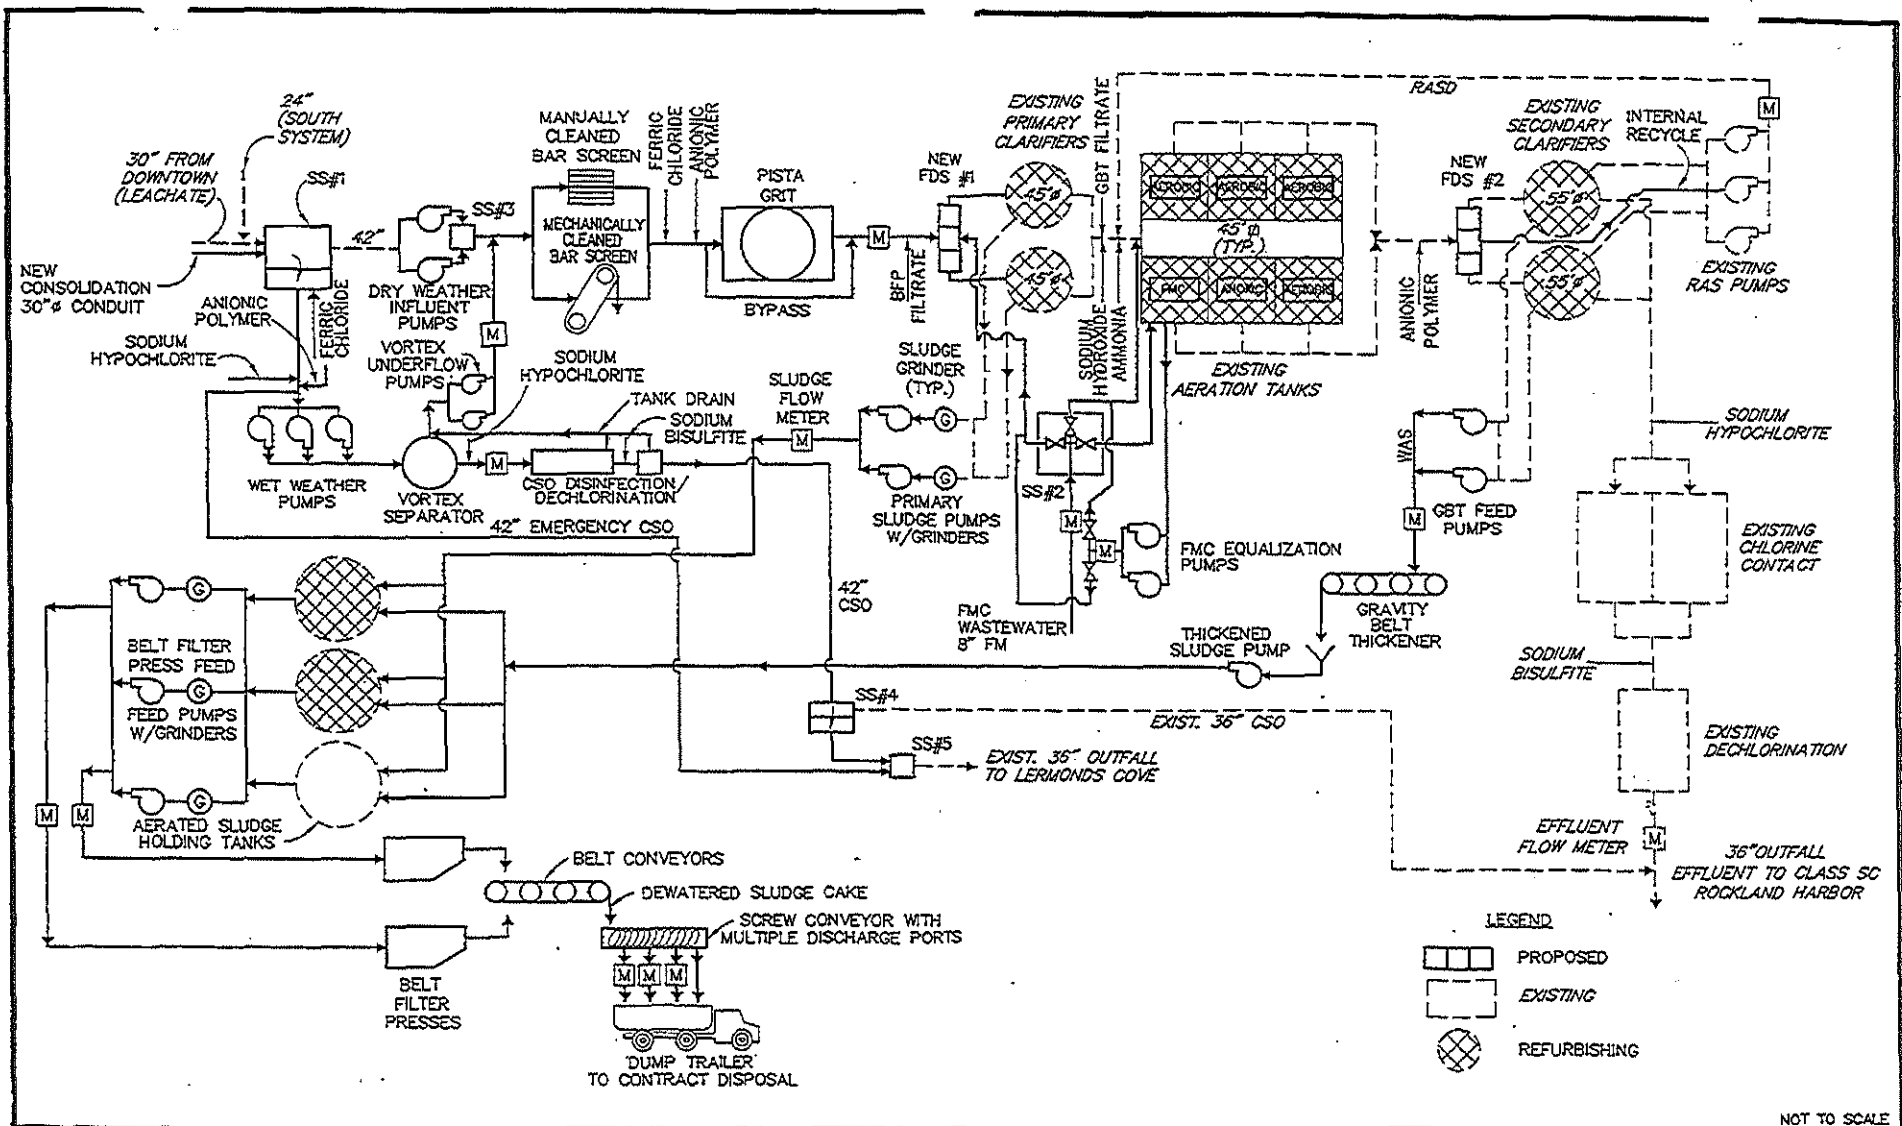 24"
(SOUTH
SYSTEM)
30" FROM
DOWNTOWN
(LEACHATE)
SS#1
NEW
CONSOLIDATION
30"ø CONDUIT
42"
ANIONIC
POLYMER
FERRIC
CHLORIDE
SODIUM
HYPOCHLORITE
SS#3
DRY WEATHER
INFLUENT
PUMPS
M
VORTEX
UNDERFLOW
PUMPS
WET WEATHER
PUMPS
VORTEX
SEPARATOR
SODIUM
HYPOCHLORITE
M
TANK DRAIN
SODIUM
BISULFITE
CSO DISINFECTION
DECHLORINATION
42" EMERGENCY CSO
MANUALLY
CLEANED
BAR SCREEN
MECHANICALLY
CLEANED
BAR SCREEN
FERRIC
CHLORIDE
ANIONIC
POLYMER
PISTA
GRIT
BYPASS
M
BFP
FILTRATE
NEW
FDS #1
EXISTING
PRIMARY
CLARIFIERS
45'ø
45'ø
GBT FILTRATE
SODIUM
HYDROXIDE
AMMONIA
SLUDGE
GRINDER
(TYP.)
SLUDGE
FLOW
METER
M
G
G
PRIMARY
SLUDGE PUMPS
W/GRINDERS
AEROBIC
AEROBIC
AEROBIC
45'ø
(TYP.)
FMC
ANOXIC
AEROBIC
EXISTING
AERATION TANKS
SS#2
M
M
FMC EQUALIZATION
PUMPS
FMC
WASTEWATER
8" FM
RASD
M
NEW
FDS #2
EXISTING
SECONDARY
CLARIFIERS
INTERNAL
RECYCLE
55'ø
55'ø
EXISTING
RAS PUMPS
ANIONIC
POLYMER
WAS
M
GBT FEED
PUMPS
GRAVITY
BELT
THICKENER
THICKENED
SLUDGE PUMP
SODIUM
HYPOCHLORITE
EXISTING
CHLORINE
CONTACT
SODIUM
BISULFITE
EXISTING
DECHLORINATION
EFFLUENT
FLOW METER
M
36"OUTFALL
EFFLUENT TO CLASS SC
ROCKLAND HARBOR
42"
CSO
SS#4
EXIST. 36" CSO
SS#5
EXIST. 36" OUTFALL
TO LERMONDS COVE
G
BELT FILTER
PRESS FEED
G
FEED PUMPS
W/GRINDERS
G
AERATED SLUDGE
HOLDING TANKS
M
M
BELT CONVEYORS
DEWATERED SLUDGE CAKE
SCREW CONVEYOR WITH
MULTIPLE DISCHARGE PORTS
M
M
M
BELT
FILTER
PRESSES
DUMP TRAILER
TO CONTRACT DISPOSAL
LEGEND
PROPOSED
EXISTING
REFURBISHING
NOT TO SCALE